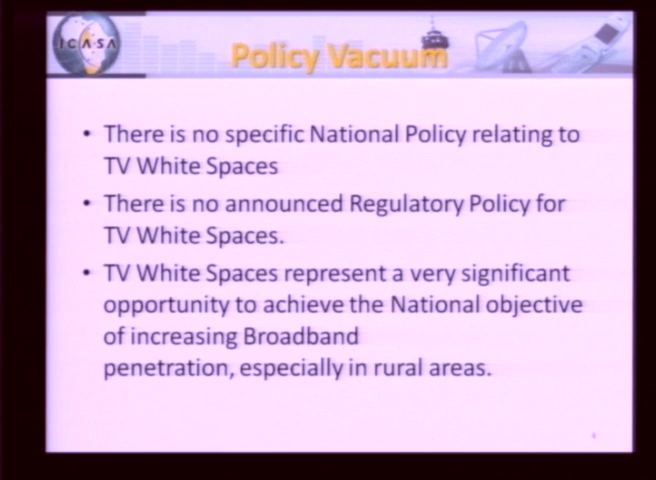 ICASA
Policy Vacuum
• There is no specific National Policy relating to
TV White Spaces
• There is no announced Regulatory Policy for
TV White Spaces.
• TV White Spaces represent a very significant
opportunity to achieve the National objective
of increasing Broadband
penetration, especially in rural areas.